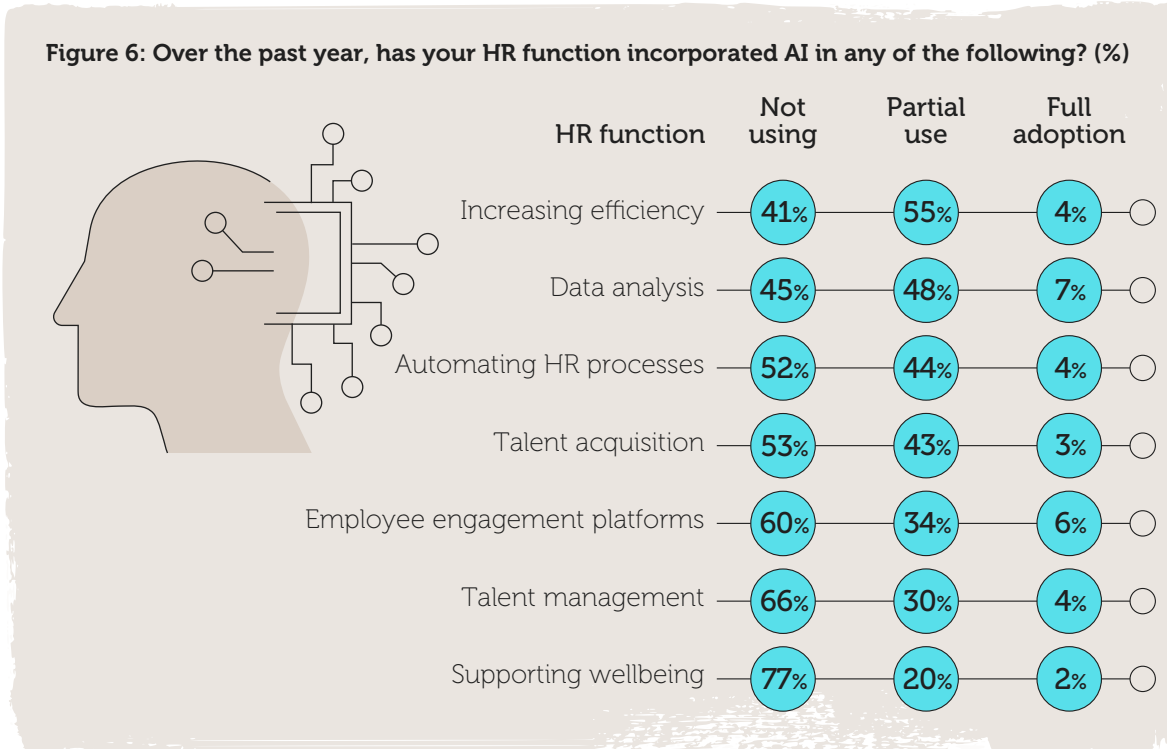 Figure 6: Over the past year, has your HR function incorporated AI in any of the following? (%)
HR function Not using Partial use Full adoption
Increasing efficiency 41% 55% 4%
Data analysis 45% 48% 7%
Automating HR processes 52% 44% 4%
Talent acquisition 53% 43% 3%
Employee engagement platforms 60% 34% 6%
Talent management 66% 30% 4%
Supporting wellbeing 77% 20% 2%